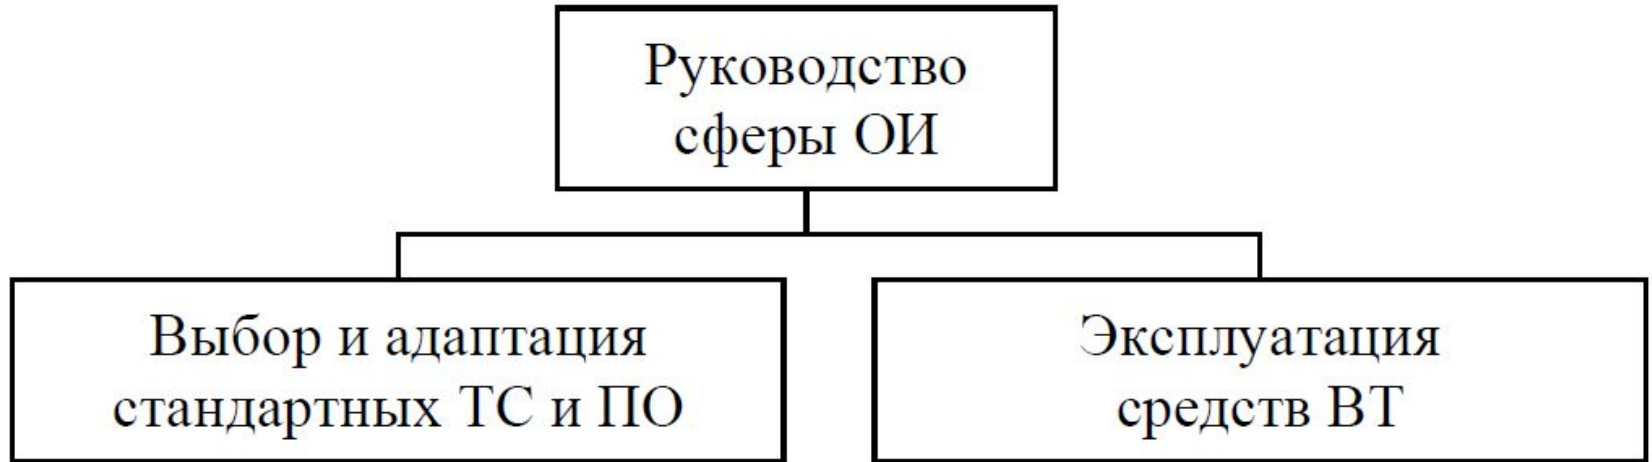 Руководство
сферы ОИ
Выбор и адаптация
стандартных ТС и ПО
Эксплуатация
средств ВТ